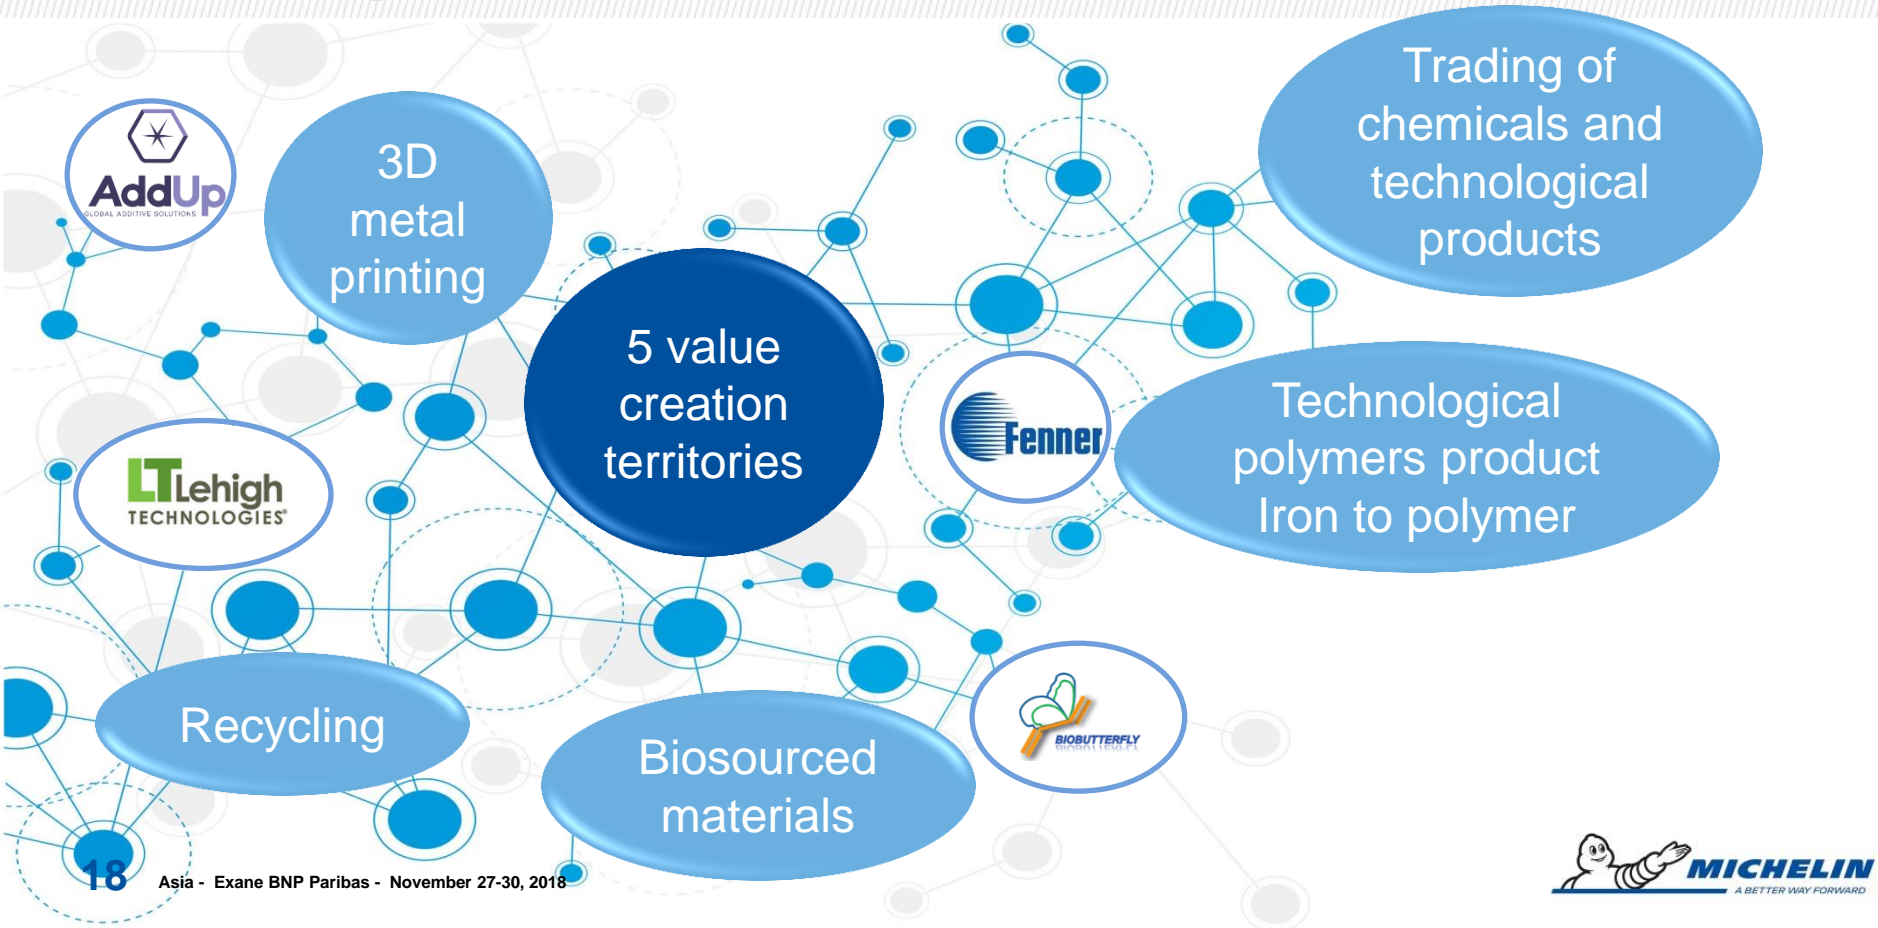 AddUp
GLOBAL ADDITIVE SOLUTIONS
3D
metal
printing
Trading of
chemicals and
technological
products
5 value
creation
territories
Fenner
Technological
polymers product
Iron to polymer
LT Lehigh
TECHNOLOGIES
Recycling
Biosourced
materials
BIOBUTTERFLY
18
Asia - Exane BNP Paribas - November 27-30, 2018
MICHELIN
A BETTER WAY FORWARD